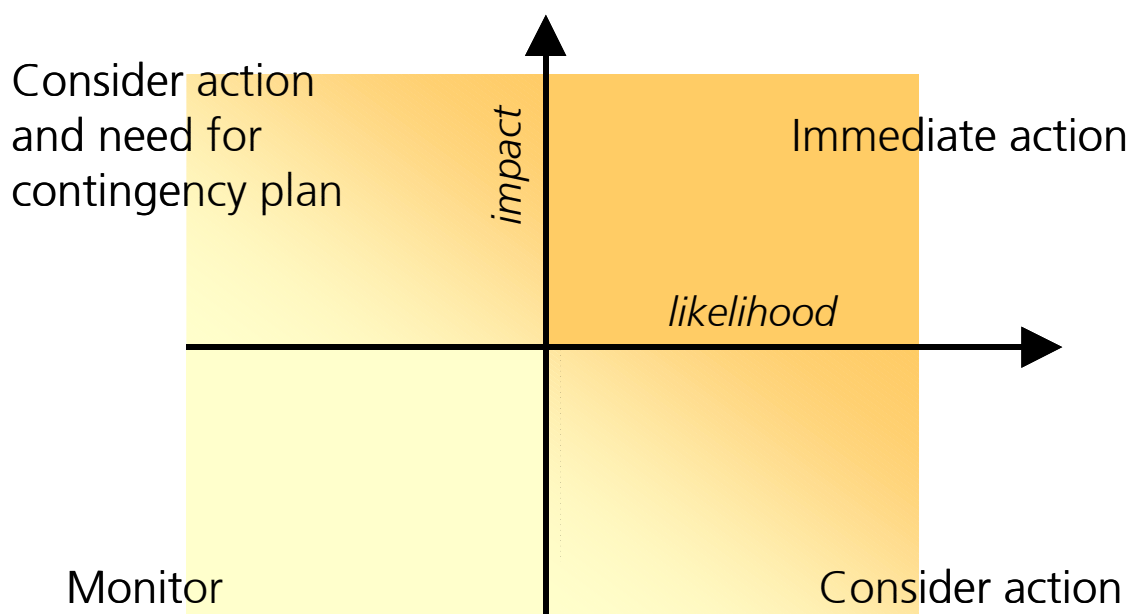 Consider action
and need for
contingency plan
impact
Immediate action
likelihood
Monitor
Consider action